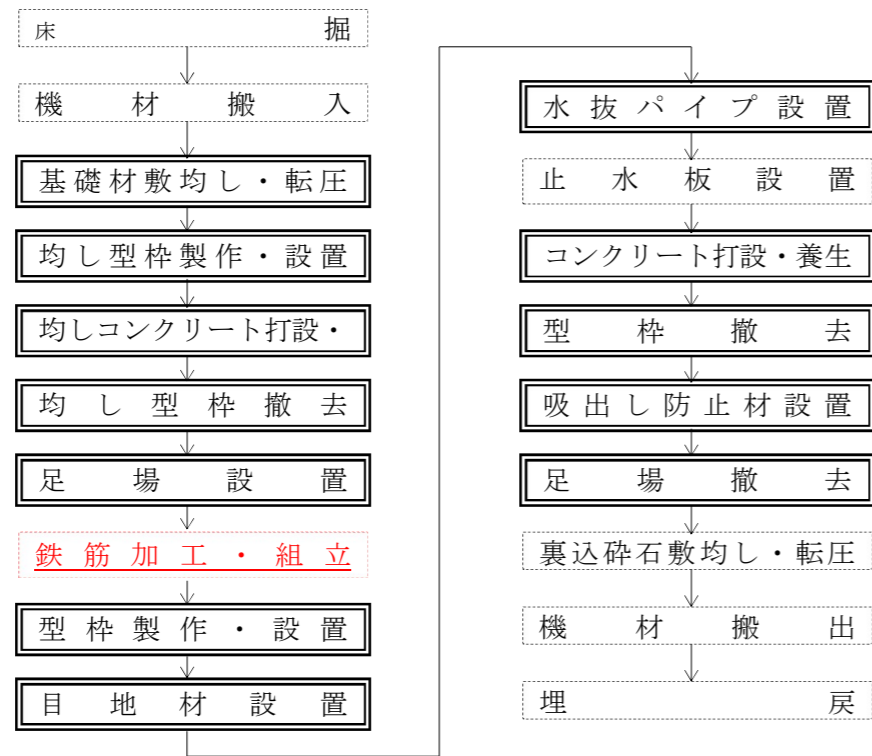 床掘
機材搬入
基礎材敷均し・転圧
均し型枠製作・設置
均しコンクリート打設・
均し型枠撤去
足場設置
鉄筋加工・組立
型枠製作・設置
目地材設置
水抜パイプ設置
止水板設置
コンクリート打設・養生
型枠撤去
吸出し防止材設置
足場撤去
裏込砕石敷均し・転圧
機材搬出
埋戻